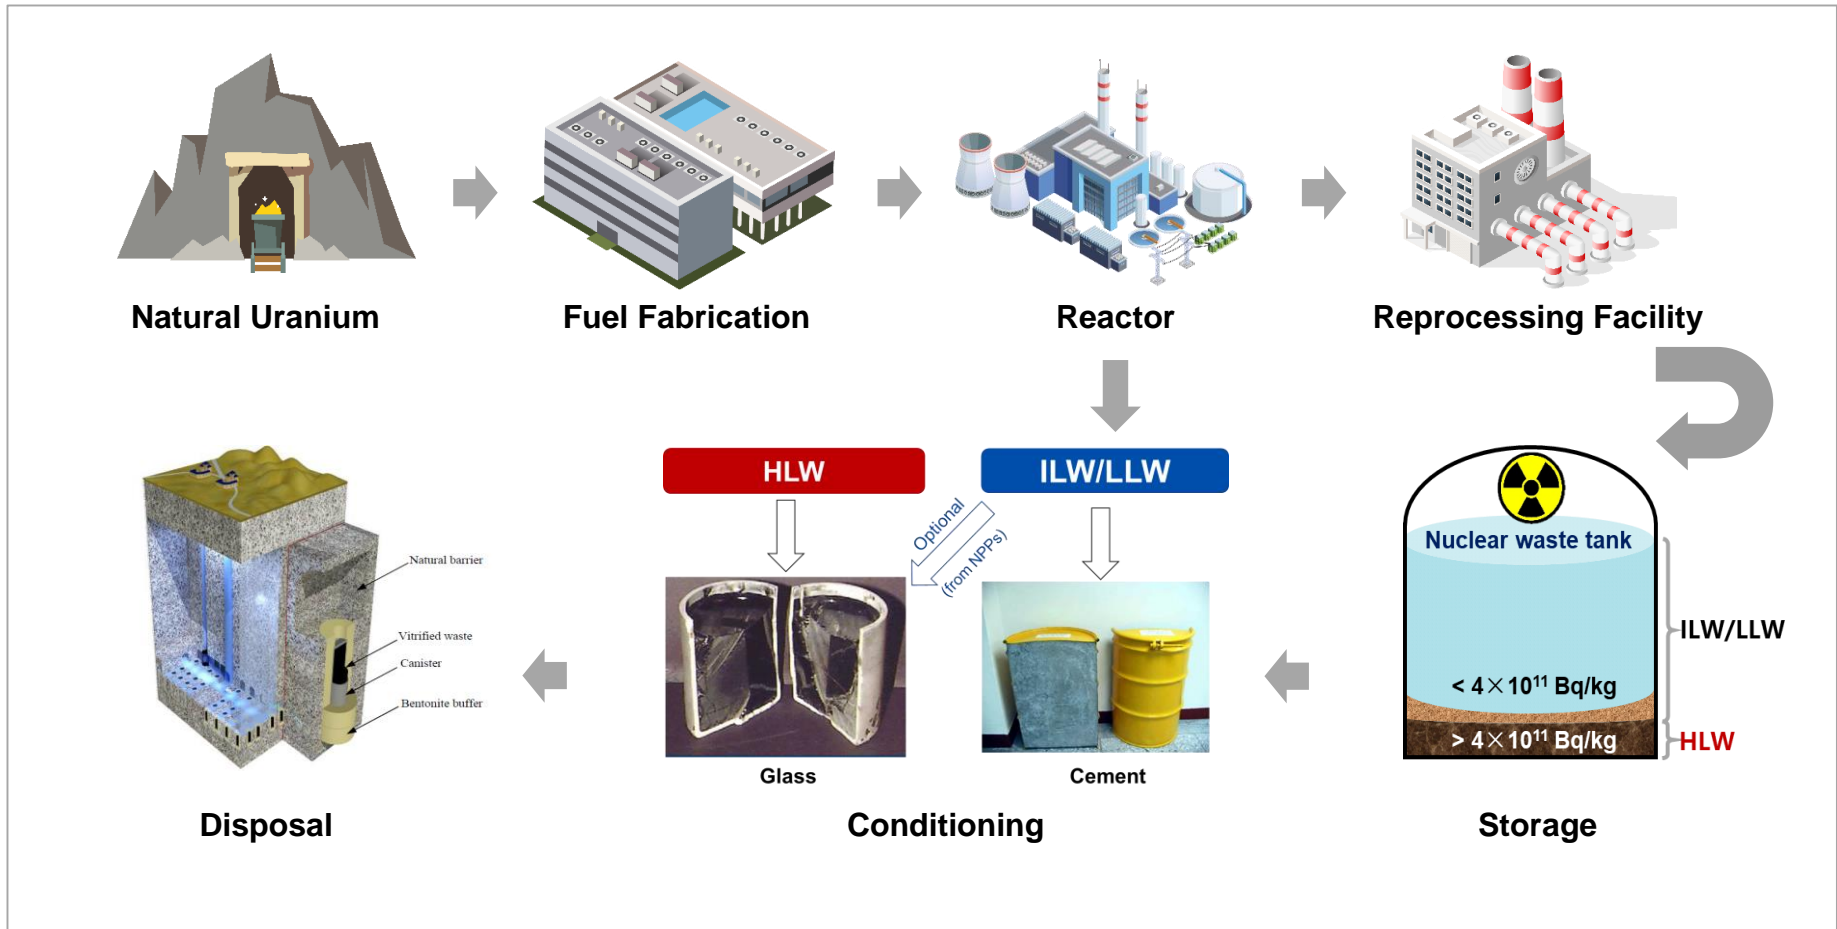 Natural Uranium
Fuel Fabrication
Reactor
Reprocessing Facility
HLW
ILW/LLW
Optional
(from NPPs)
Natural barrier
Vitrified waste
Canister
Bentonite buffer
Glass
Cement
Nuclear waste tank
< 4×10¹¹ Bq/kg
> 4×10¹¹ Bq/kg
ILW/LLW
HLW
Disposal
Conditioning
Storage